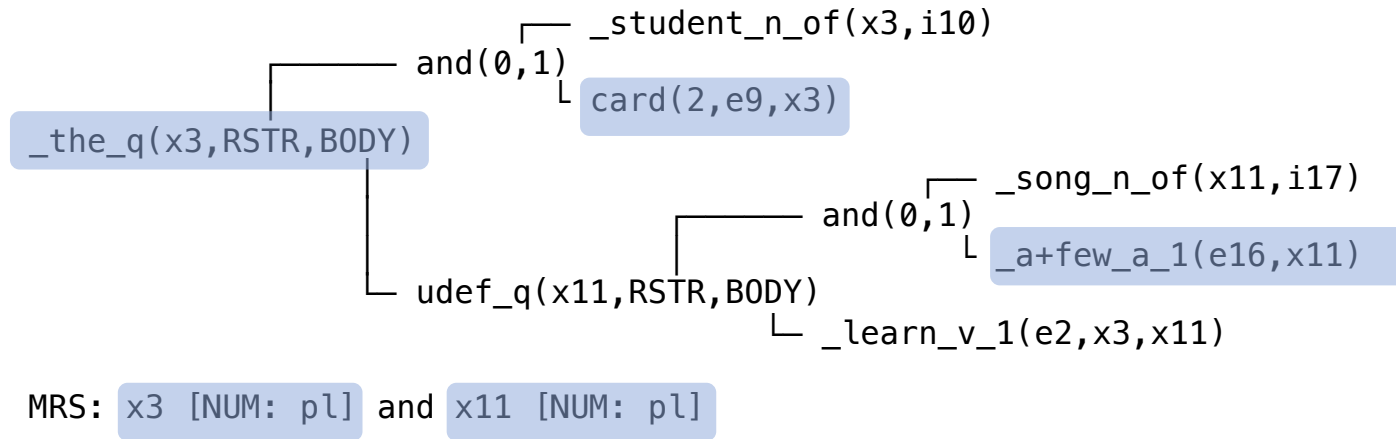 _student_n_of(x3,i10)
and(0,1)
card(2,e9,x3)
_the_q(x3,RSTR,BODY)
_song_n_of(x11,i17)
and(0,1)
_a+few_a_1(e16,x11)
udef_q(x11,RSTR,BODY)
_learn_v_1(e2,x3,x11)
MRS: x3 [NUM: pl] and x11 [NUM: pl]